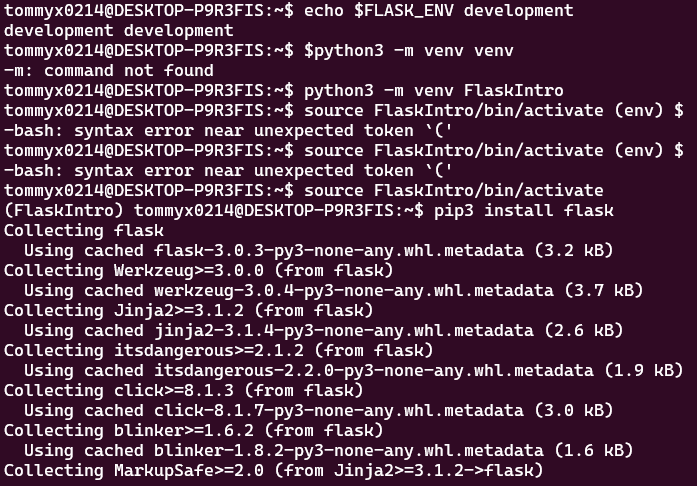 tommyx0214@DESKTOP-P9R3FIS:~$ echo $FLASK_ENV development
development development
tommyx0214@DESKTOP-P9R3FIS:~$ $python3 -m venv venv
-m: command not found
tommyx0214@DESKTOP-P9R3FIS:~$ python3 -m venv FlaskIntro
tommyx0214@DESKTOP-P9R3FIS:~$ source FlaskIntro/bin/activate (env) $
-bash: syntax error near unexpected token `('
tommyx0214@DESKTOP-P9R3FIS:~$ source FlaskIntro/bin/activate (env) $
-bash: syntax error near unexpected token `('
tommyx0214@DESKTOP-P9R3FIS:~$ source FlaskIntro/bin/activate
(FlaskIntro) tommyx0214@DESKTOP-P9R3FIS:~$ pip3 install flask
Collecting flask
  Using cached flask-3.0.3-py3-none-any.whl.metadata (3.2 kB)
Collecting Werkzeug>=3.0.0 (from flask)
  Using cached werkzeug-3.0.4-py3-none-any.whl.metadata (3.7 kB)
Collecting Jinja2>=3.1.2 (from flask)
  Using cached jinja2-3.1.4-py3-none-any.whl.metadata (2.6 kB)
Collecting itsdangerous>=2.1.2 (from flask)
  Using cached itsdangerous-2.2.0-py3-none-any.whl.metadata (1.9 kB)
Collecting click>=8.1.3 (from flask)
  Using cached click-8.1.7-py3-none-any.whl.metadata (3.0 kB)
Collecting blinker>=1.6.2 (from flask)
  Using cached blinker-1.8.2-py3-none-any.whl.metadata (1.6 kB)
Collecting MarkupSafe>=2.0 (from Jinja2>=3.1.2->flask)